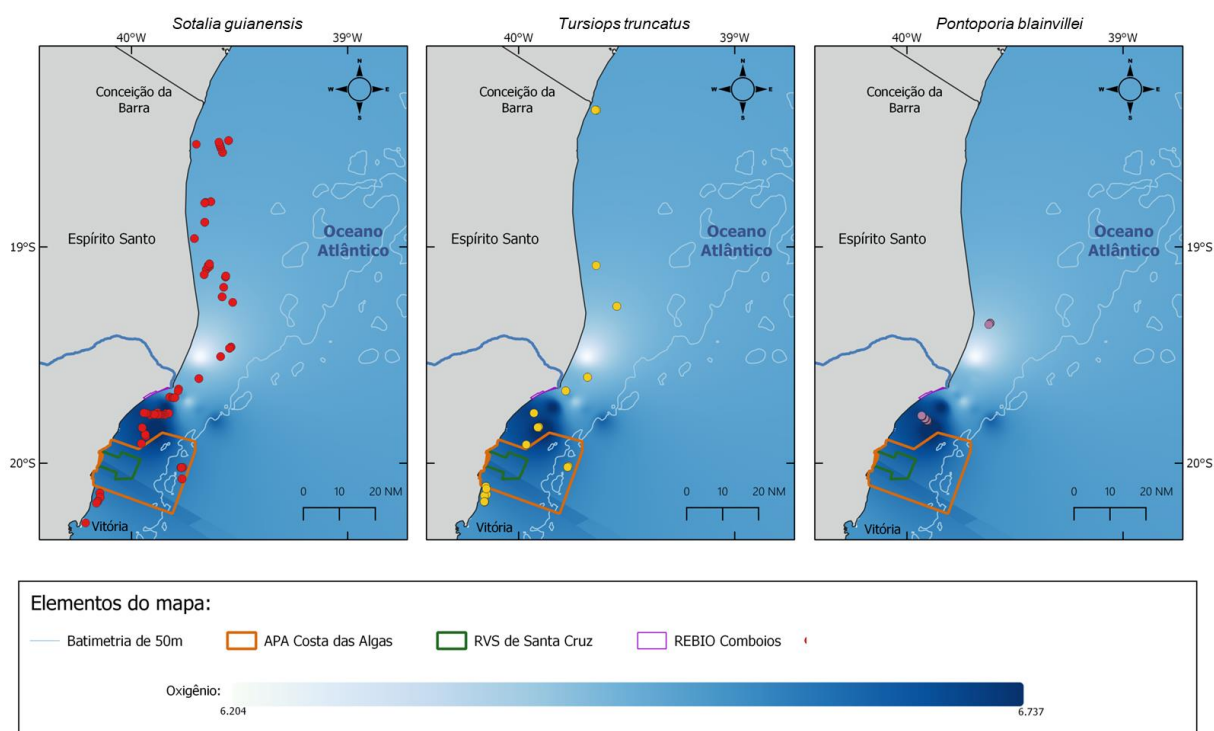 Sotalia guianensis
Tursiops truncatus
Pontoporia blainvillei
40°W
39°W
40°W
39°W
40°W
39°W
N
W
E
S
Conceição da
Barra
Espírito Santo
19°S
Oceano
Atlântico
20°S
Vitória
0 10 20 NM
N
W
E
S
Conceição da
Barra
Espírito Santo
Oceano
Atlântico
Vitória
0 10 20 NM
N
W
E
S
Conceição da
Barra
Espírito Santo
19°S
Oceano
Atlântico
20°S
Vitória
0 10 20 NM
Elementos do mapa:
Batimetria de 50m
APA Costa das Algas
RVS de Santa Cruz
REBIO Comboios
Oxigênio:
6.204
6.737